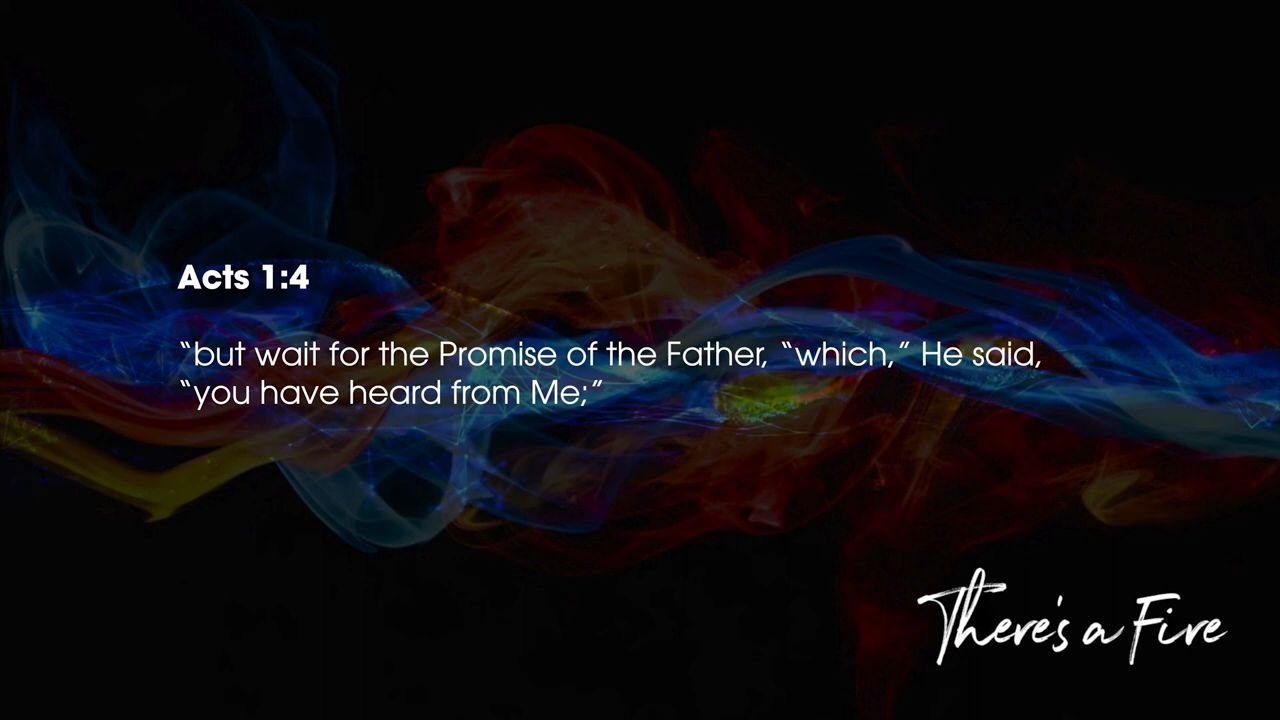 Acts 1:4
“but wait for the Promise of the Father, “which,” He said,
“you have heard from Me;”
There's a Fire